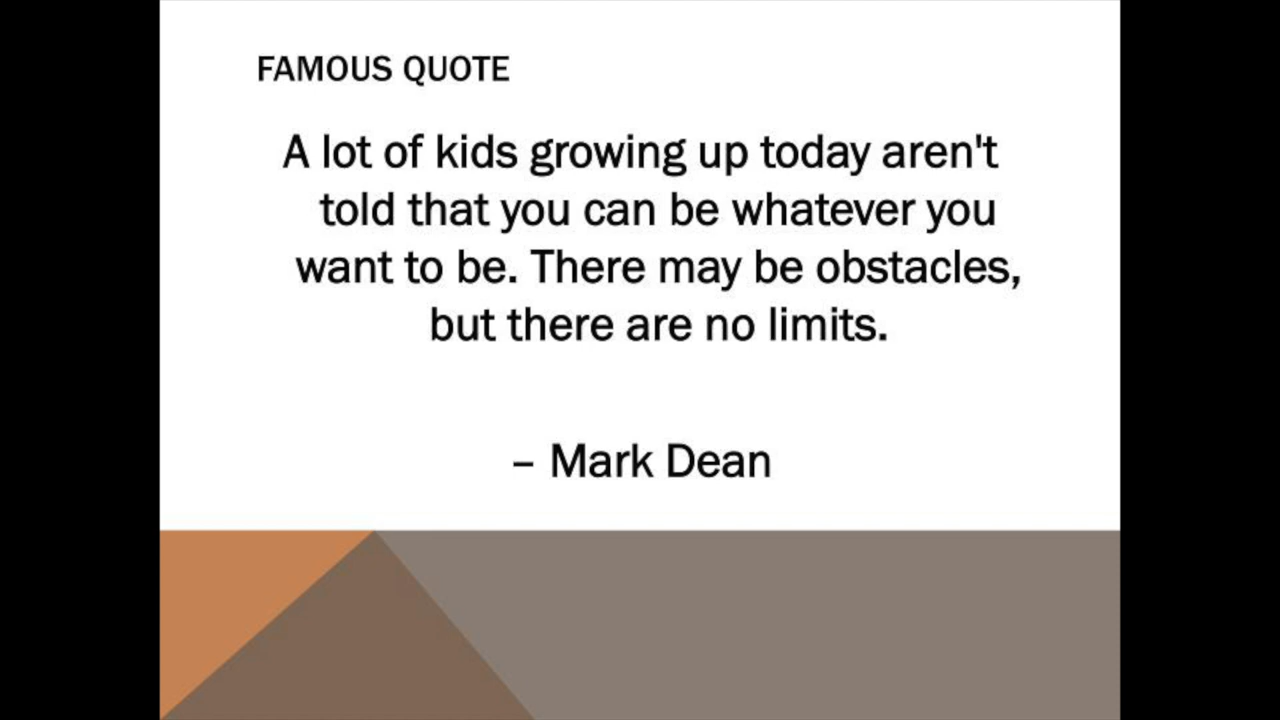 FAMOUS QUOTE
A lot of kids growing up today aren't
told that you can be whatever you
want to be. There may be obstacles,
but there are no limits.
– Mark Dean